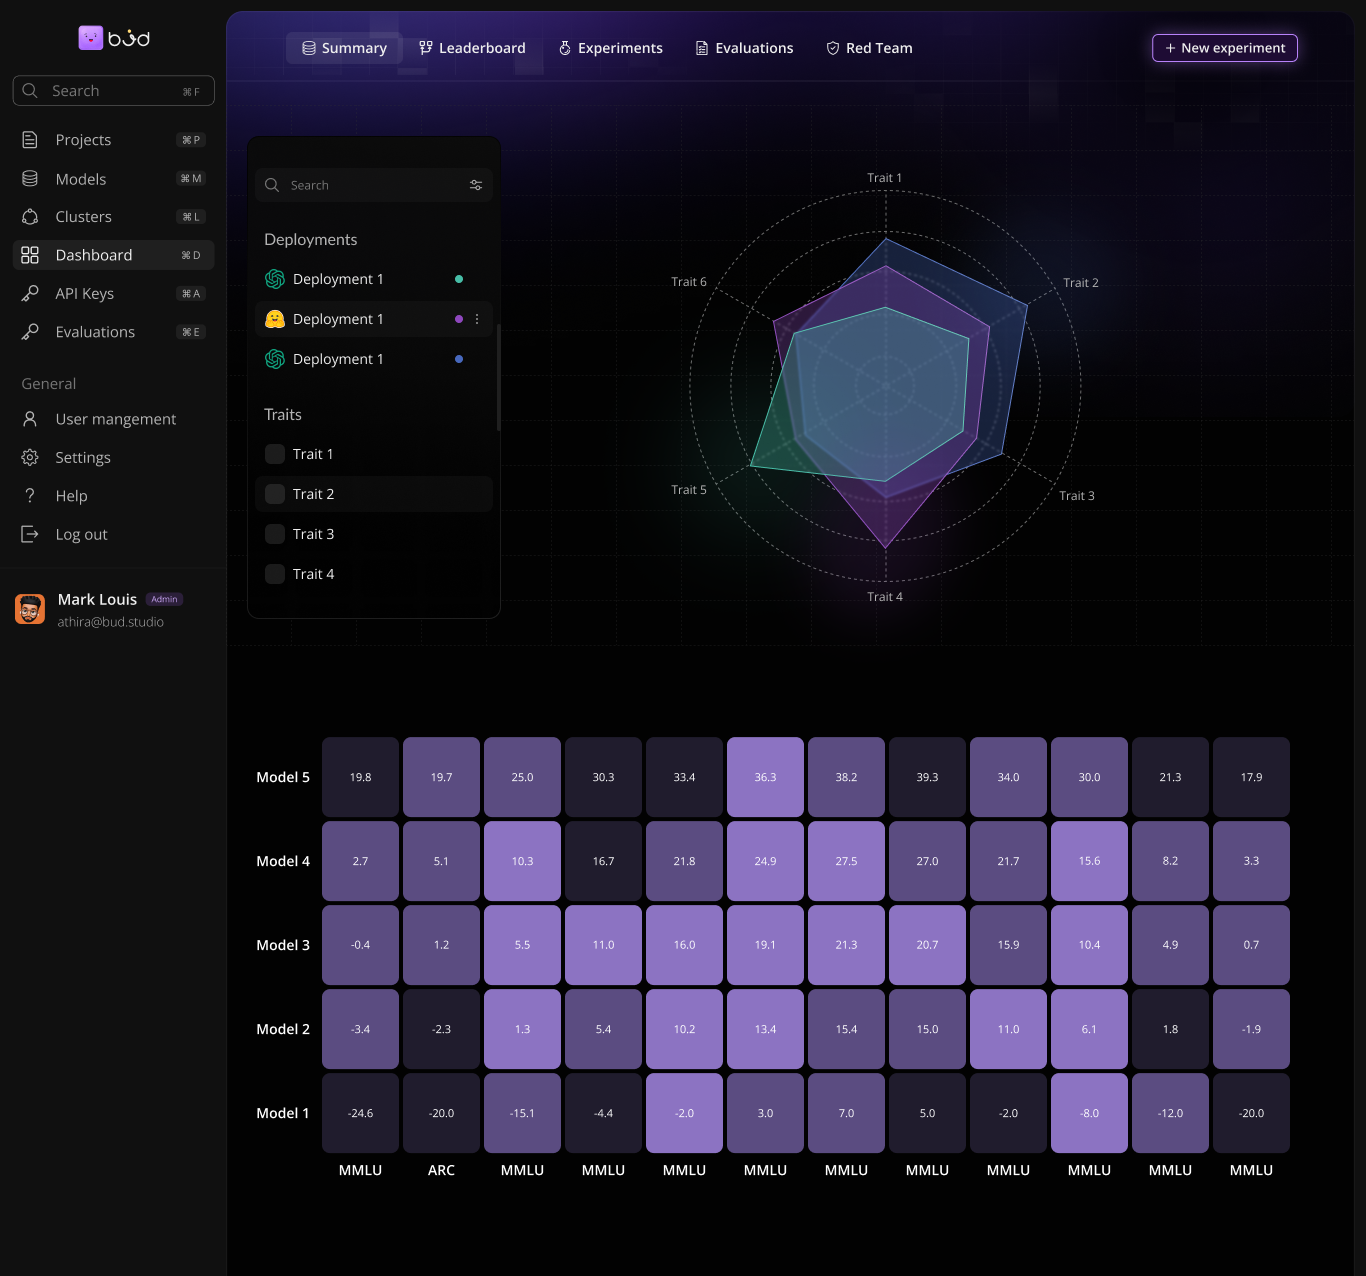 bud
Search ⌘ F
Projects ⌘ P
Models ⌘ M
Clusters ⌘ L
Dashboard ⌘ D
API Keys ⌘ A
Evaluations ⌘ E
General
User mangement
Settings
Help
Log out
Mark Louis Admin
athira@bud.studio
Summary Leaderboard Experiments Evaluations Red Team + New experiment
Search
Deployments
Deployment 1
Deployment 1
Deployment 1
Traits
Trait 1
Trait 2
Trait 3
Trait 4
Trait 1
Trait 6
Trait 2
Trait 5
Trait 3
Trait 4
Model 5 19.8 19.7 25.0 30.3 33.4 36.3 38.2 39.3 34.0 30.0 21.3 17.9
Model 4 2.7 5.1 10.3 16.7 21.8 24.9 27.5 27.0 21.7 15.6 8.2 3.3
Model 3 -0.4 1.2 5.5 11.0 16.0 19.1 21.3 20.7 15.9 10.4 4.9 0.7
Model 2 -3.4 -2.3 1.3 5.4 10.2 13.4 15.4 15.0 11.0 6.1 1.8 -1.9
Model 1 -24.6 -20.0 -15.1 -4.4 -2.0 3.0 7.0 5.0 -2.0 -8.0 -12.0 -20.0
MMLU ARC MMLU MMLU MMLU MMLU MMLU MMLU MMLU MMLU MMLU MMLU